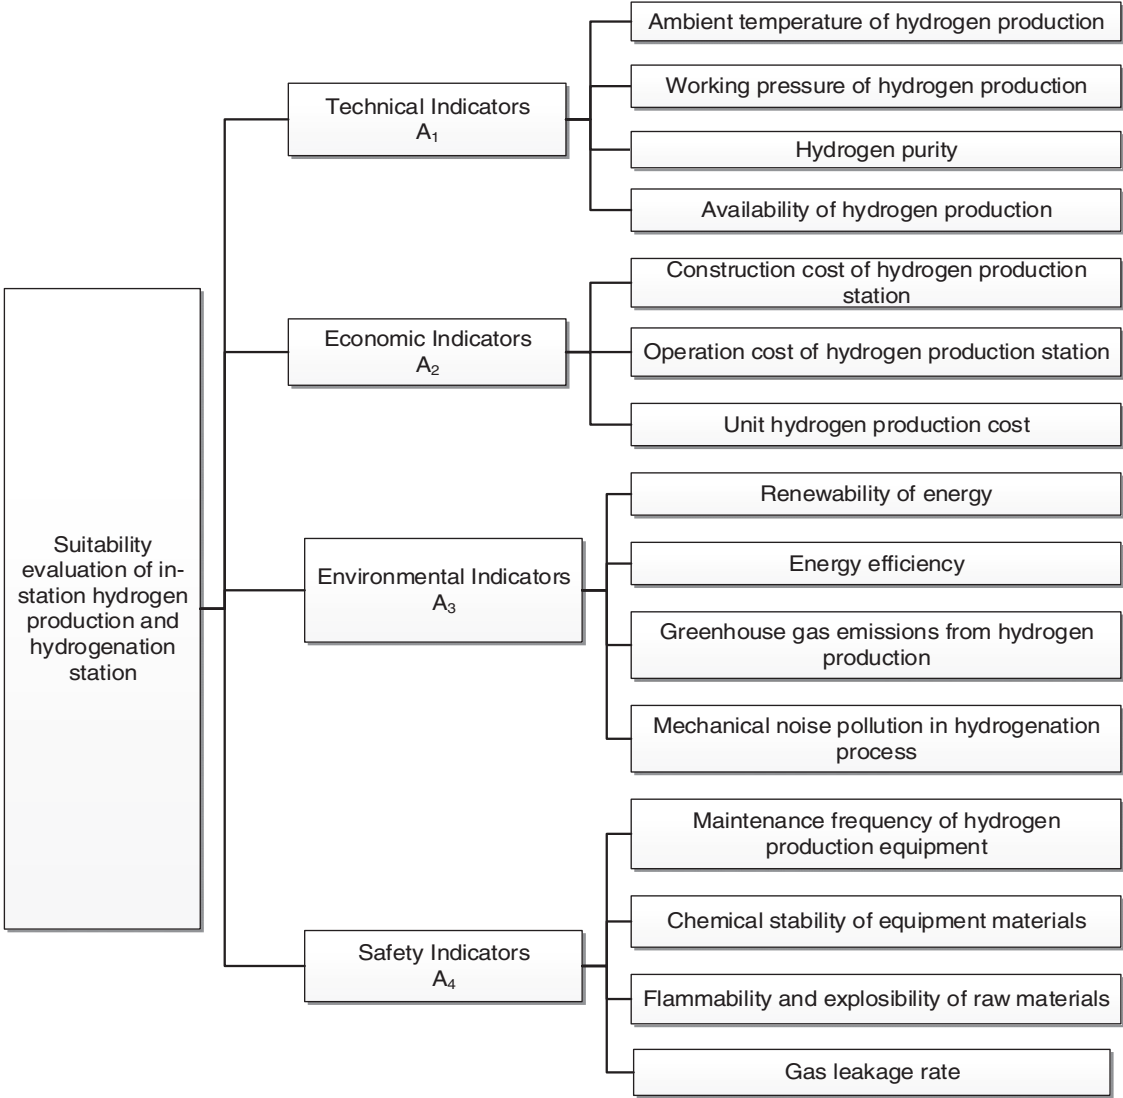 Suitability
evaluation of in-
station hydrogen
production and
hydrogenation
station
Technical Indicators
A₁
Ambient temperature of hydrogen production
Working pressure of hydrogen production
Hydrogen purity
Availability of hydrogen production
Economic Indicators
A₂
Construction cost of hydrogen production
station
Operation cost of hydrogen production station
Unit hydrogen production cost
Environmental Indicators
A₃
Renewability of energy
Energy efficiency
Greenhouse gas emissions from hydrogen
production
Mechanical noise pollution in hydrogenation
process
Safety Indicators
A₄
Maintenance frequency of hydrogen
production equipment
Chemical stability of equipment materials
Flammability and explosibility of raw materials
Gas leakage rate